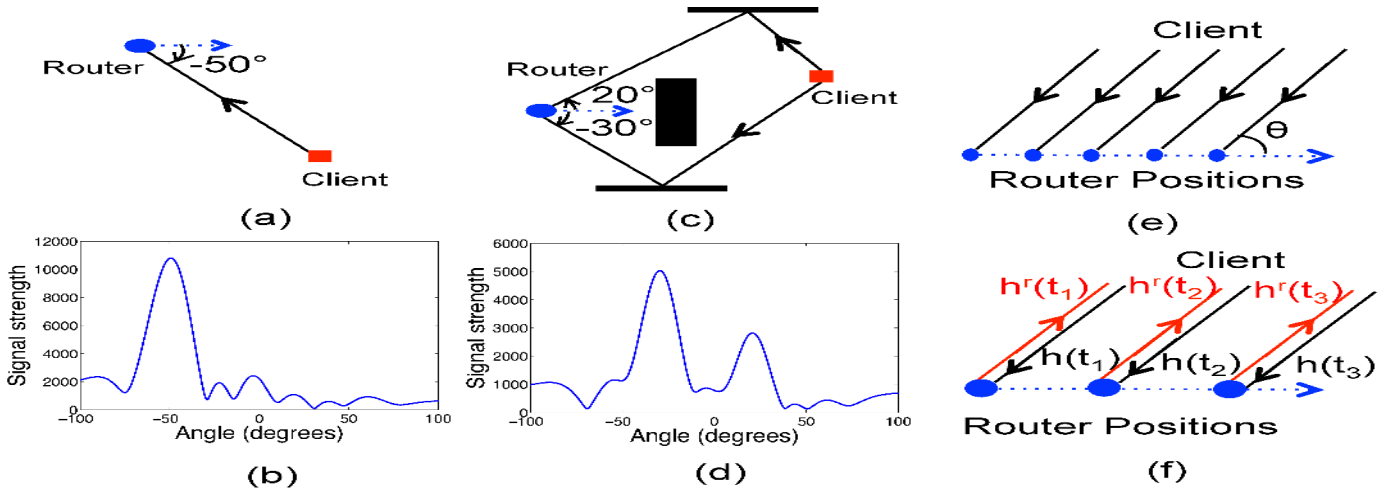 Router
-50°
Client
(a)
12000
10000
8000
6000
4000
2000
0
-100
-50
0
50
100
Signal strength
Angle (degrees)
(b)
Router
20°
-30°
Client
(c)
6000
5000
4000
3000
2000
1000
0
-100
-50
0
50
100
Signal strength
Angle (degrees)
(d)
Client
θ
Router Positions
(e)
Client
hʳ(t₁)
hʳ(t₂)
hʳ(t₃)
h(t₁)
h(t₂)
h(t₃)
Router Positions
(f)